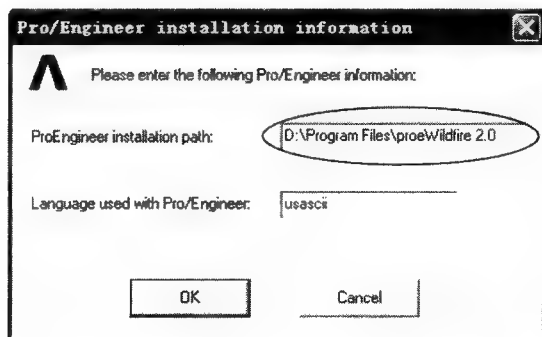 Pro/Engineer installation information
Please enter the following Pro/Engineer information:
ProEngineer installation path: D:\Program Files\proeWildfire 2.0
Language used with Pro/Engineer: usascii
OK Cancel